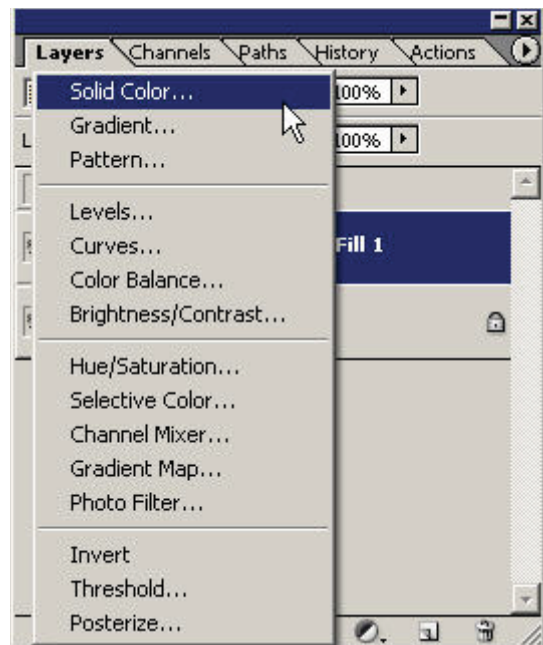 Layers Channels Paths History Actions
100%
L 100%
Solid Color...
Gradient...
Pattern...
Levels...
Curves...
Fill 1
Color Balance...
Brightness/Contrast...
Hue/Saturation...
Selective Color...
Channel Mixer...
Gradient Map...
Photo Filter...
Invert
Threshold...
Posterize...